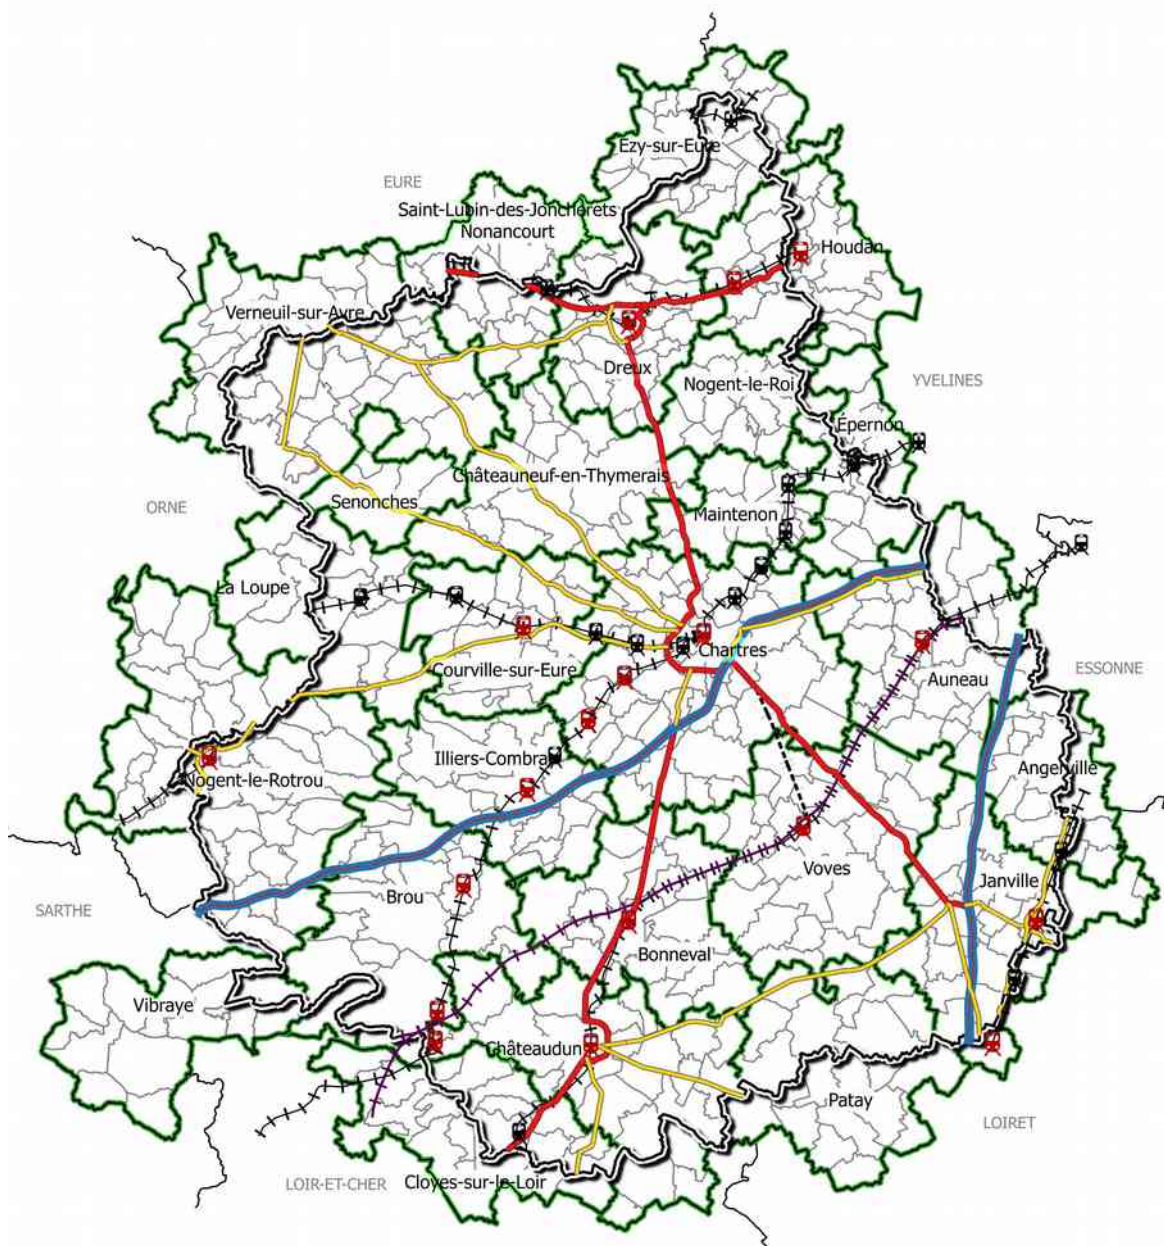 Ezy-sur-Eure
EURE
Saint-Lubin-des-Joncherets
Nonancourt
Houdan
Verneuil-sur-Avre
Dreux
Nogent-le-Roi
YVELINES
Épernon
Châteauneuf-en-Thymerais
Senonches
ORNE
Maintenon
La Loupe
Chartres
Courville-sur-Eure
ESSONNE
Auneau
Illiers-Combra
Angerville
Nogent-le-Rotrou
Voves
Janville
Brou
SARTHE
Bonneval
Vibraye
Châteaudun
Patay
LOIRET
LOIR-ET-CHER
Cloyes-sur-le-Loir